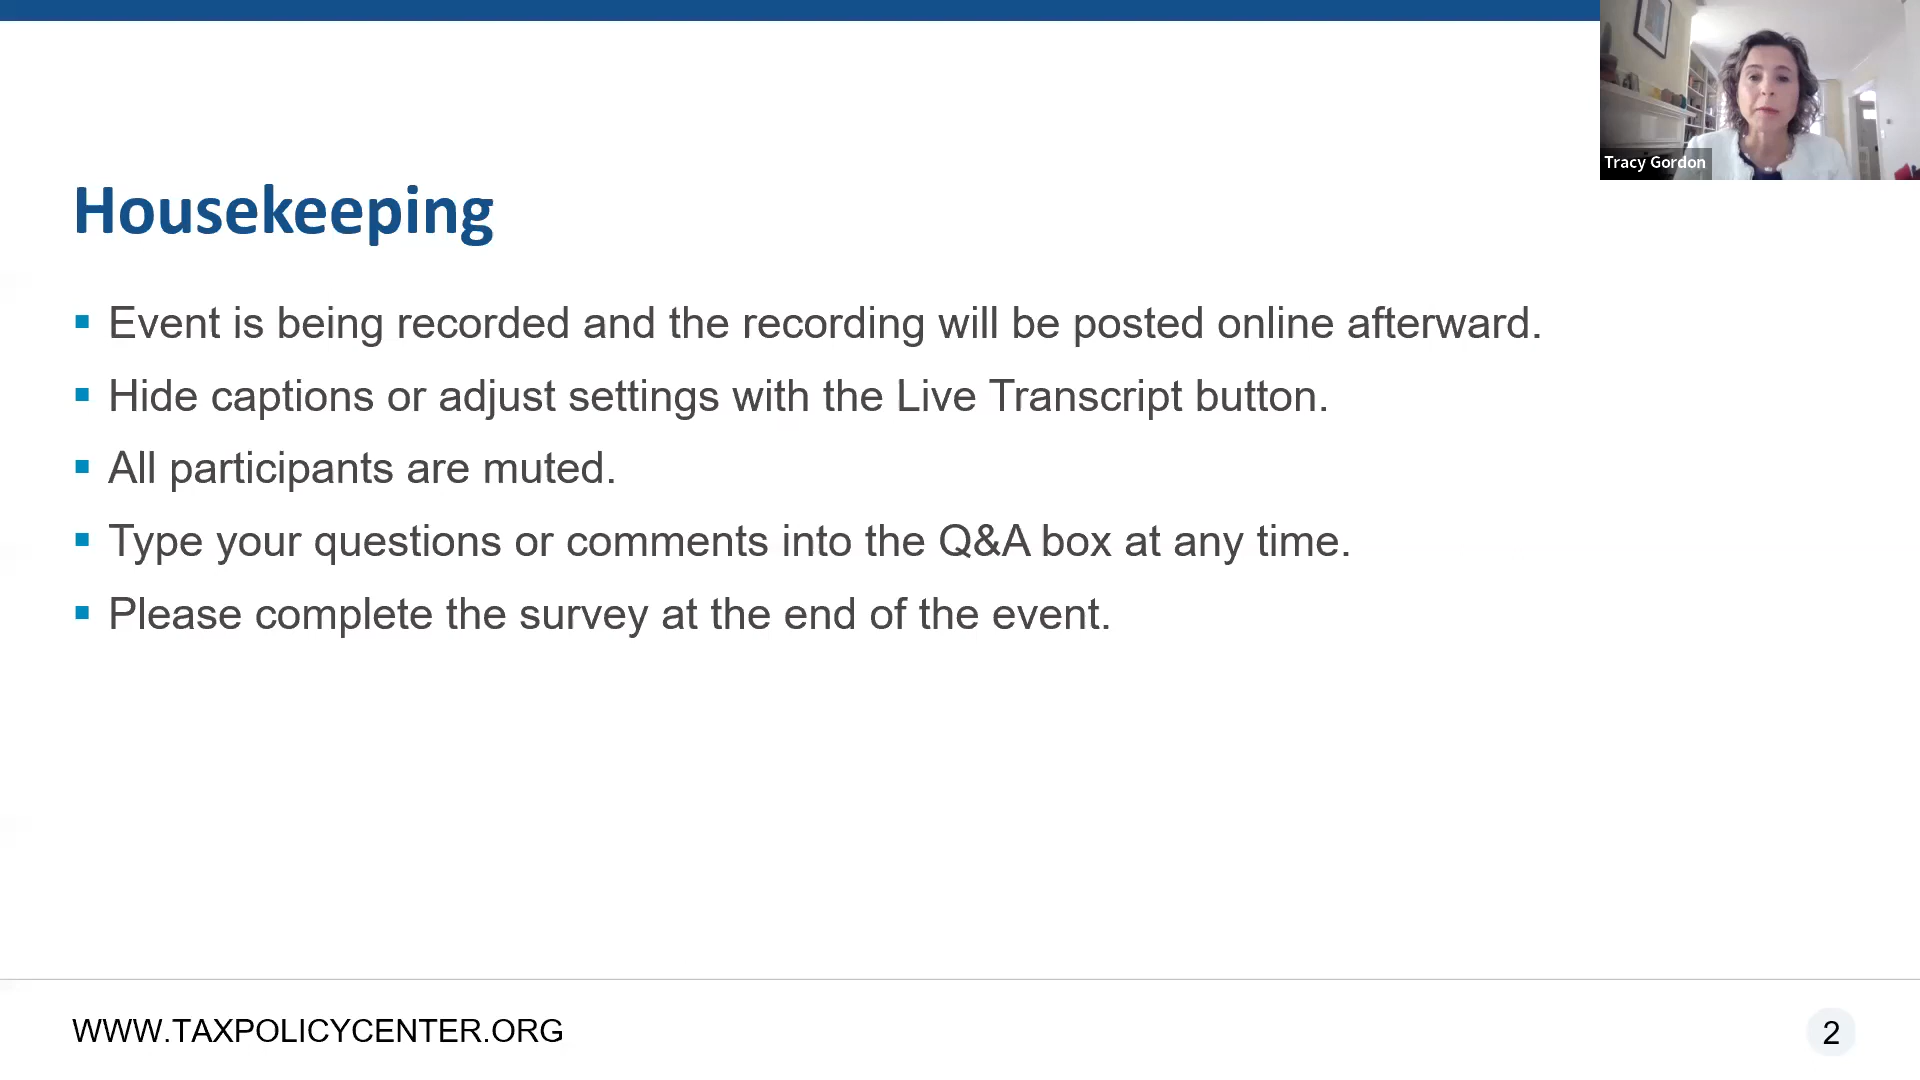 Tracy Gordon
Housekeeping
Event is being recorded and the recording will be posted online afterward.
Hide captions or adjust settings with the Live Transcript button.
All participants are muted.
Type your questions or comments into the Q&A box at any time.
Please complete the survey at the end of the event.
WWW.TAXPOLICYCENTER.ORG
2